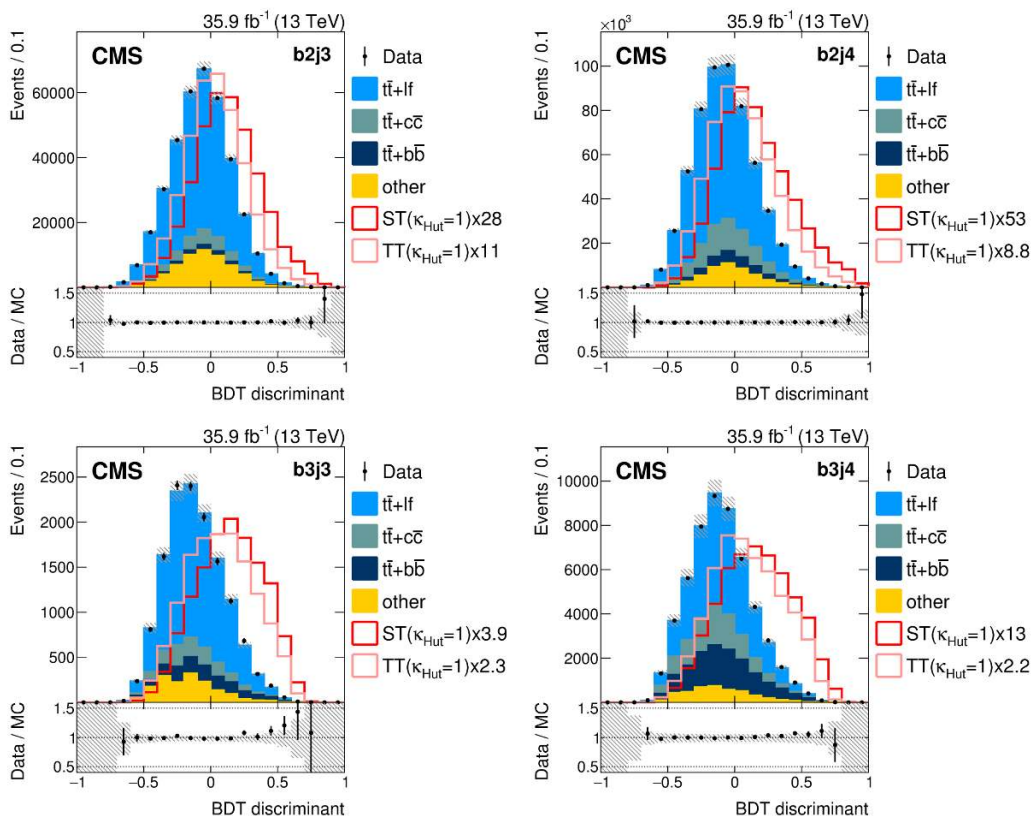 35.9 fb⁻¹ (13 TeV)
Events / 0.1
CMS
b2j3
60000
40000
20000
Data
tt̄+lf
tt̄+cc̄
tt̄+bb̄
other
ST(κHut=1)x28
TT(κHut=1)x11
Data / MC
1.5
1
0.5
−1 −0.5 0 0.5 1
BDT discriminant
×10³
35.9 fb⁻¹ (13 TeV)
Events / 0.1
CMS
b2j4
100
80
60
40
20
Data
tt̄+lf
tt̄+cc̄
tt̄+bb̄
other
ST(κHut=1)x53
TT(κHut=1)x8.8
Data / MC
1.5
1
0.5
−1 −0.5 0 0.5 1
BDT discriminant
35.9 fb⁻¹ (13 TeV)
Events / 0.1
CMS
b3j3
2500
2000
1500
1000
500
Data
tt̄+lf
tt̄+cc̄
tt̄+bb̄
other
ST(κHut=1)x3.9
TT(κHut=1)x2.3
Data / MC
1.5
1
0.5
−1 −0.5 0 0.5 1
BDT discriminant
35.9 fb⁻¹ (13 TeV)
Events / 0.1
CMS
b3j4
10000
8000
6000
4000
2000
Data
tt̄+lf
tt̄+cc̄
tt̄+bb̄
other
ST(κHut=1)x13
TT(κHut=1)x2.2
Data / MC
1.5
1
0.5
−1 −0.5 0 0.5 1
BDT discriminant